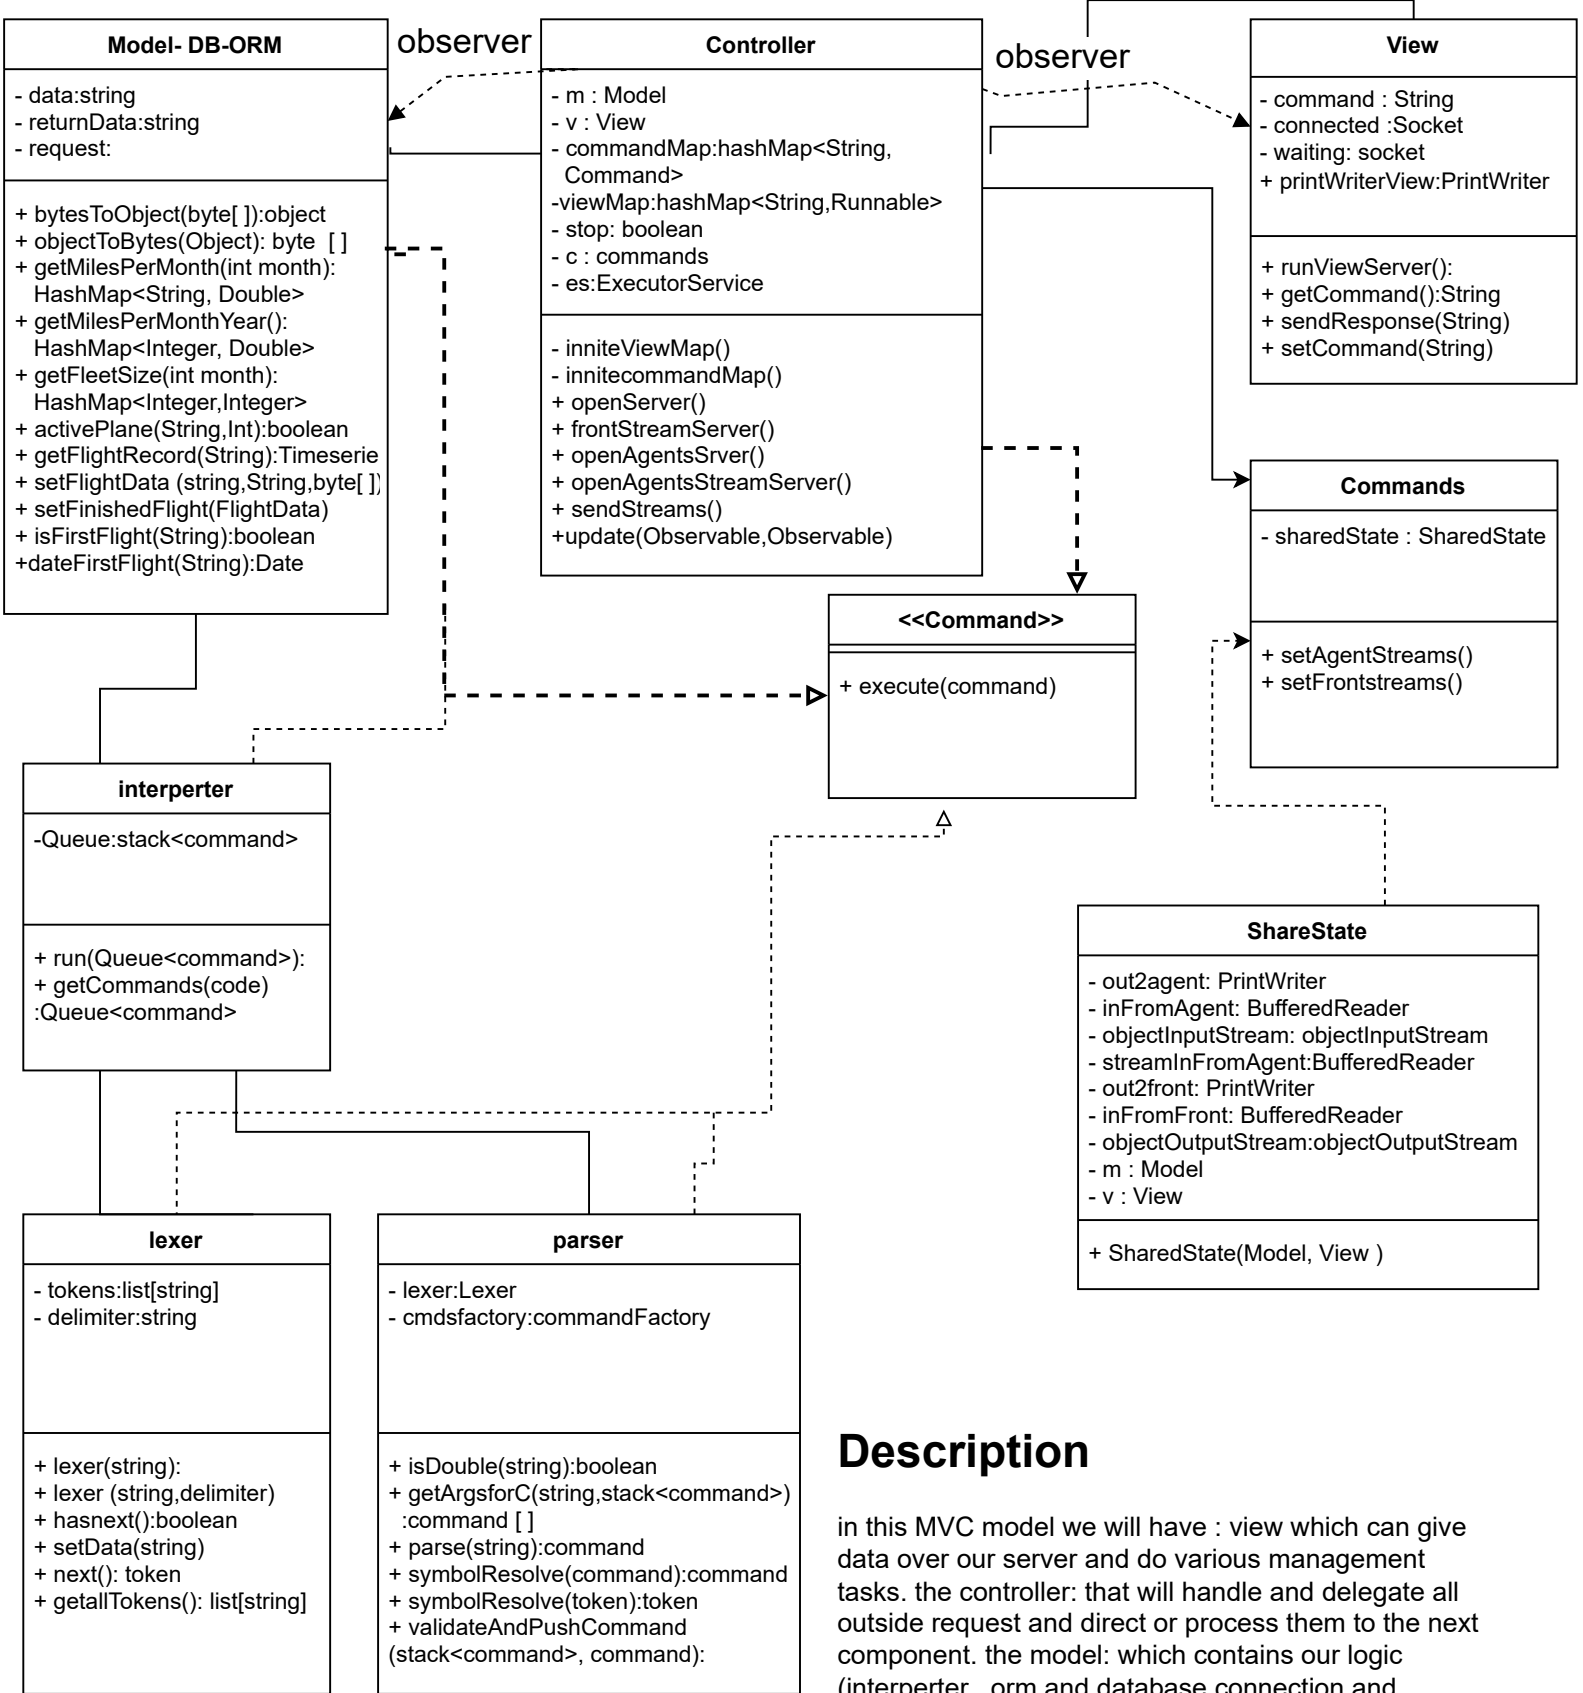 Model- DB-ORM
- data:string
- returnData:string
- request:
+ bytesToObject(byte[ ]):object
+ objectToBytes(Object): byte  [ ]
+ getMilesPerMonth(int month):
HashMap<String, Double>
+ getMilesPerMonthYear():
HashMap<Integer, Double>
+ getFleetSize(int month):
HashMap<Integer,Integer>
+ activePlane(String,Int):boolean
+ getFlightRecord(String):Timeserie
+ setFlightData (string,String,byte[ ])
+ setFinishedFlight(FlightData)
+ isFirstFlight(String):boolean
+dateFirstFlight(String):Date
observer
Controller
- m : Model
- v : View
- commandMap:hashMap<String,
Command>
-viewMap:hashMap<String,Runnable>
- stop: boolean
- c : commands
- es:ExecutorService
- inniteViewMap()
- innitecommandMap()
+ openServer()
+ frontStreamServer()
+ openAgentsSrver()
+ openAgentsStreamServer()
+ sendStreams()
+update(Observable,Observable)
observer
View
- command : String
- connected :Socket
- waiting: socket
+ printWriterView:PrintWriter
+ runViewServer():
+ getCommand():String
+ sendResponse(String)
+ setCommand(String)
Commands
- sharedState : SharedState
+ setAgentStreams()
+ setFrontstreams()
<<Command>>
+ execute(command)
interperter
-Queue:stack<command>
+ run(Queue<command>):
+ getCommands(code)
:Queue<command>
ShareState
- out2agent: PrintWriter
- inFromAgent: BufferedReader
- objectInputStream: objectInputStream
- streamInFromAgent:BufferedReader
- out2front: PrintWriter
- inFromFront: BufferedReader
- objectOutputStream:objectOutputStream
- m : Model
- v : View
+ SharedState(Model, View )
lexer
- tokens:list[string]
- delimiter:string
+ lexer(string):
+ lexer (string,delimiter)
+ hasnext():boolean
+ setData(string)
+ next(): token
+ getallTokens(): list[string]
parser
- lexer:Lexer
- cmdsfactory:commandFactory
+ isDouble(string):boolean
+ getArgsforC(string,stack<command>)
:command [ ]
+ parse(string):command
+ symbolResolve(command):command
+ symbolResolve(token):token
+ validateAndPushCommand
(stack<command>, command):
Description
in this MVC model we will have : view which can give
data over our server and do various management
tasks. the controller: that will handle and delegate all
outside request and direct or process them to the next
component. the model: which contains our logic
(interperter , orm and database connection and